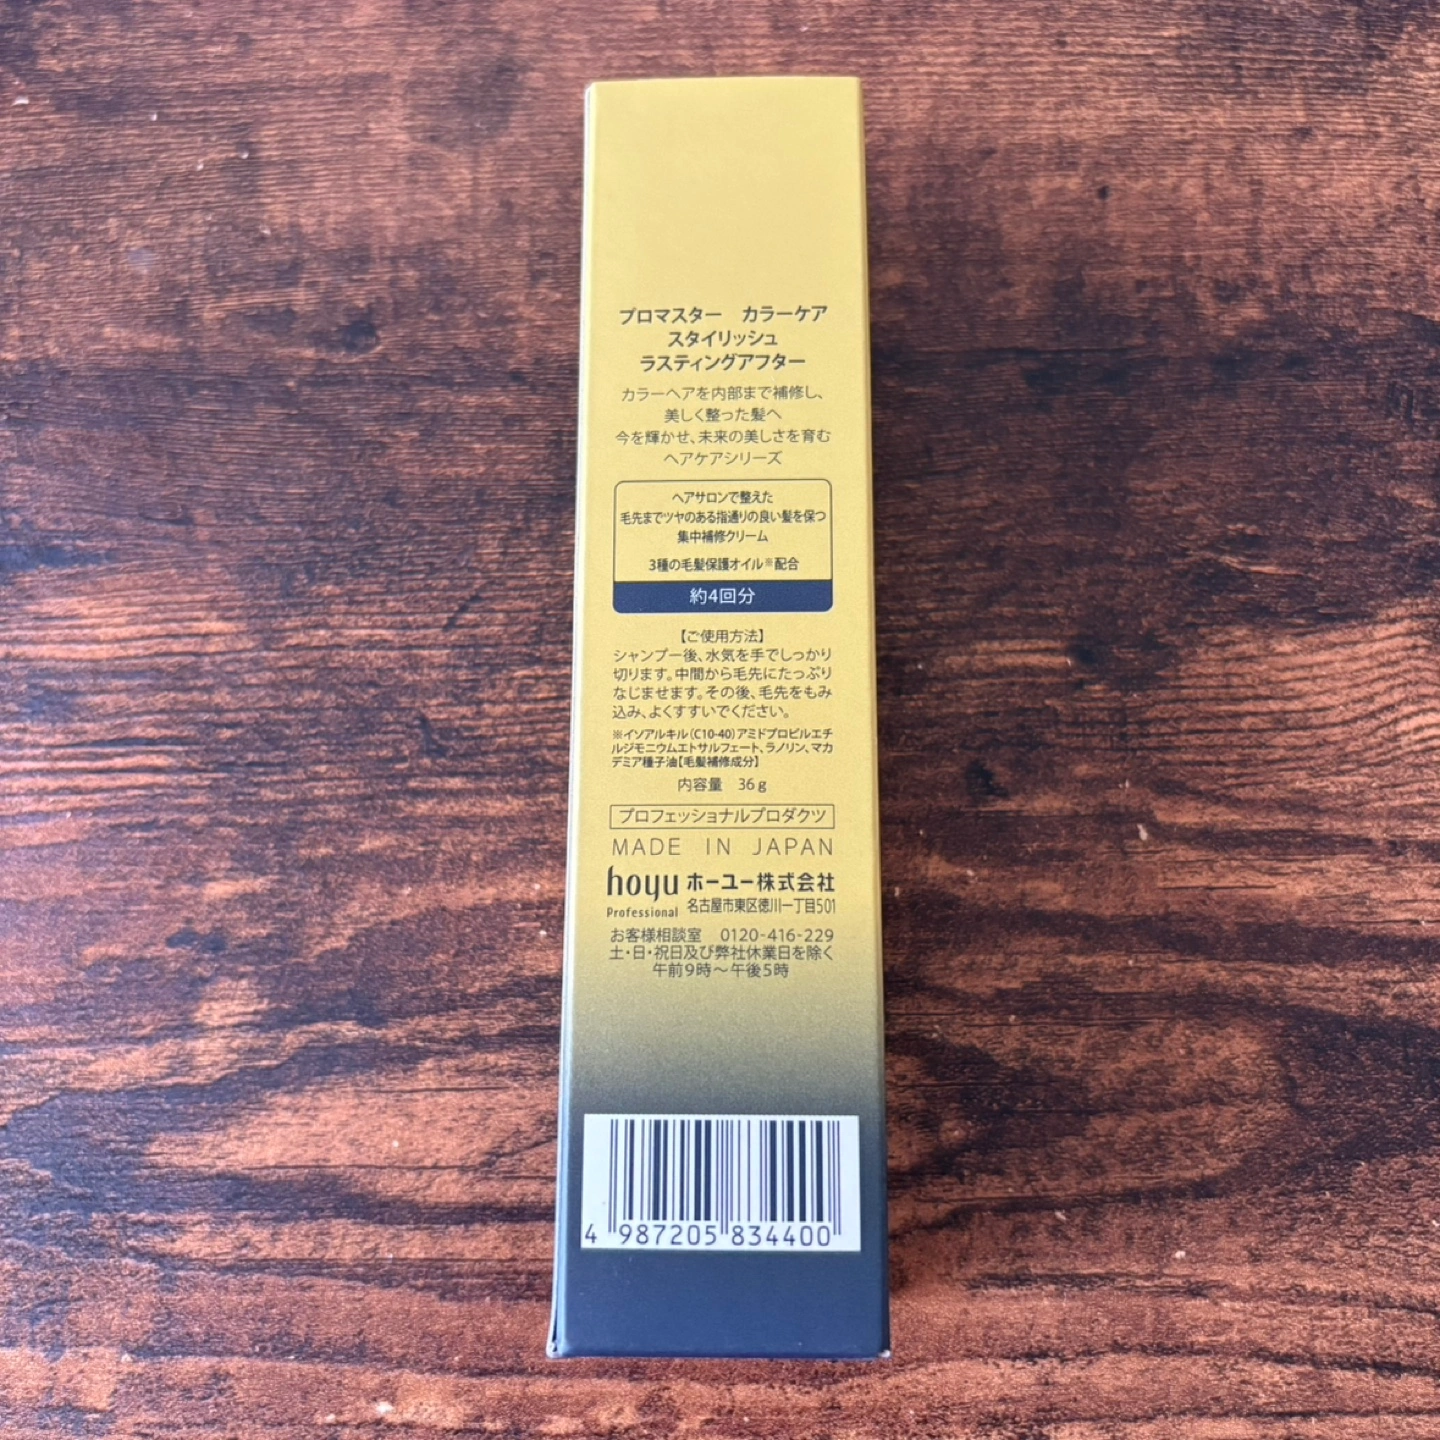 プロマスター　カラーケア
スタイリッシュ
ラスティングアフター
カラーヘアを内部まで補修し、
美しく整った髪へ
今を輝かせ、未来の美しさを育む
ヘアケアシリーズ
ヘアサロンで整えた
毛先までツヤのある指通りの良い髪を保つ
集中補修クリーム
3種の毛髪保護オイル※配合
約4回分
【ご使用方法】
シャンプー後、水気を手でしっかり
切ります。中間から毛先にたっぷり
なじませます。その後、毛先をもみ
込み、よくすすいでください。
※イソアルキル(C10-40)アミドプロピルエチ
ルジモニウムエトサルフェート、ラノリン、マカ
デミア種子油【毛髪補修成分】
内容量　36g
プロフェッショナルプロダクツ
MADE IN JAPAN
hoyu ホーユー株式会社
Professional 名古屋市東区徳川一丁目501
お客様相談室　0120-416-229
土・日・祝日及び弊社休業日を除く
午前9時～午後5時
4 987205 834400